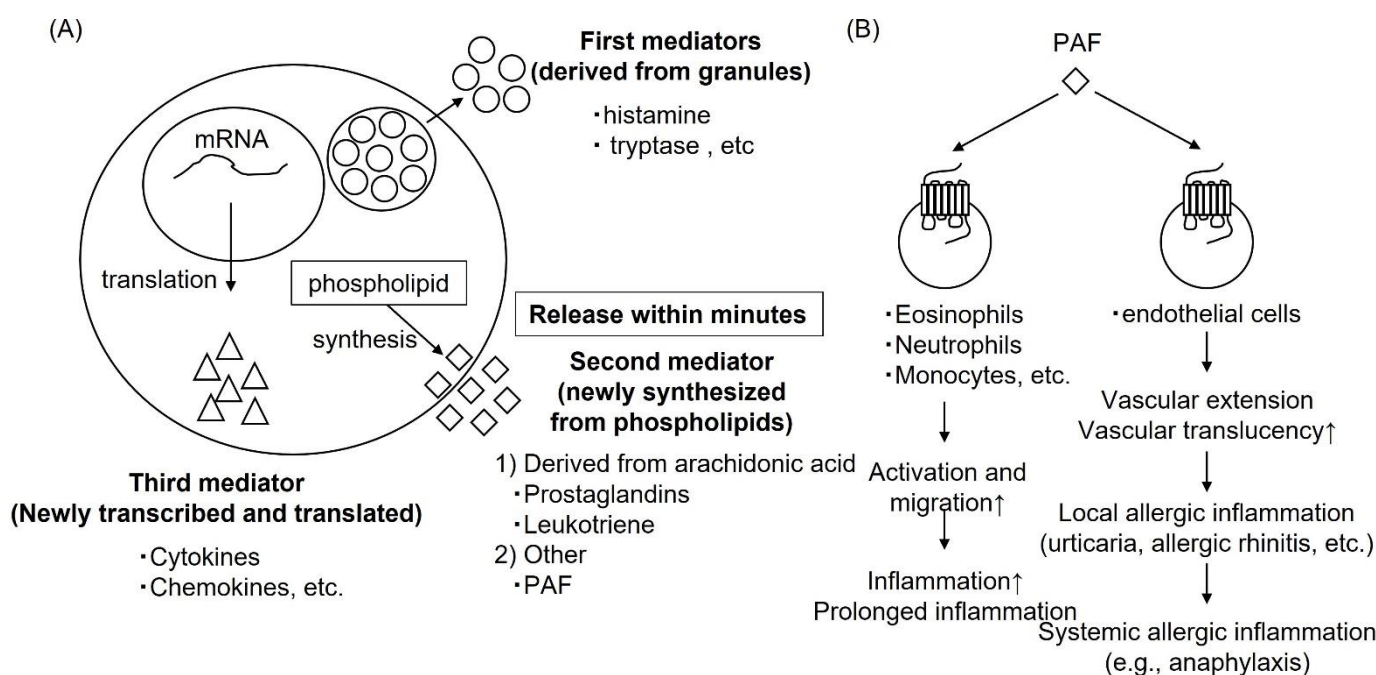 (A)
First mediators
(derived from granules)
・histamine
・tryptase , etc
mRNA
translation
phospholipid
synthesis
Release within minutes
Second mediator
(newly synthesized
from phospholipids)
1) Derived from arachidonic acid
・Prostaglandins
・Leukotriene
2) Other
・PAF
Third mediator
(Newly transcribed and translated)
・Cytokines
・Chemokines, etc.
(B)
PAF
・Eosinophils
・Neutrophils
・Monocytes, etc.
Activation and
migration↑
Inflammation↑
Prolonged inflammation
・endothelial cells
Vascular extension
Vascular translucency↑
Local allergic inflammation
(urticaria, allergic rhinitis, etc.)
Systemic allergic inflammation
(e.g., anaphylaxis)